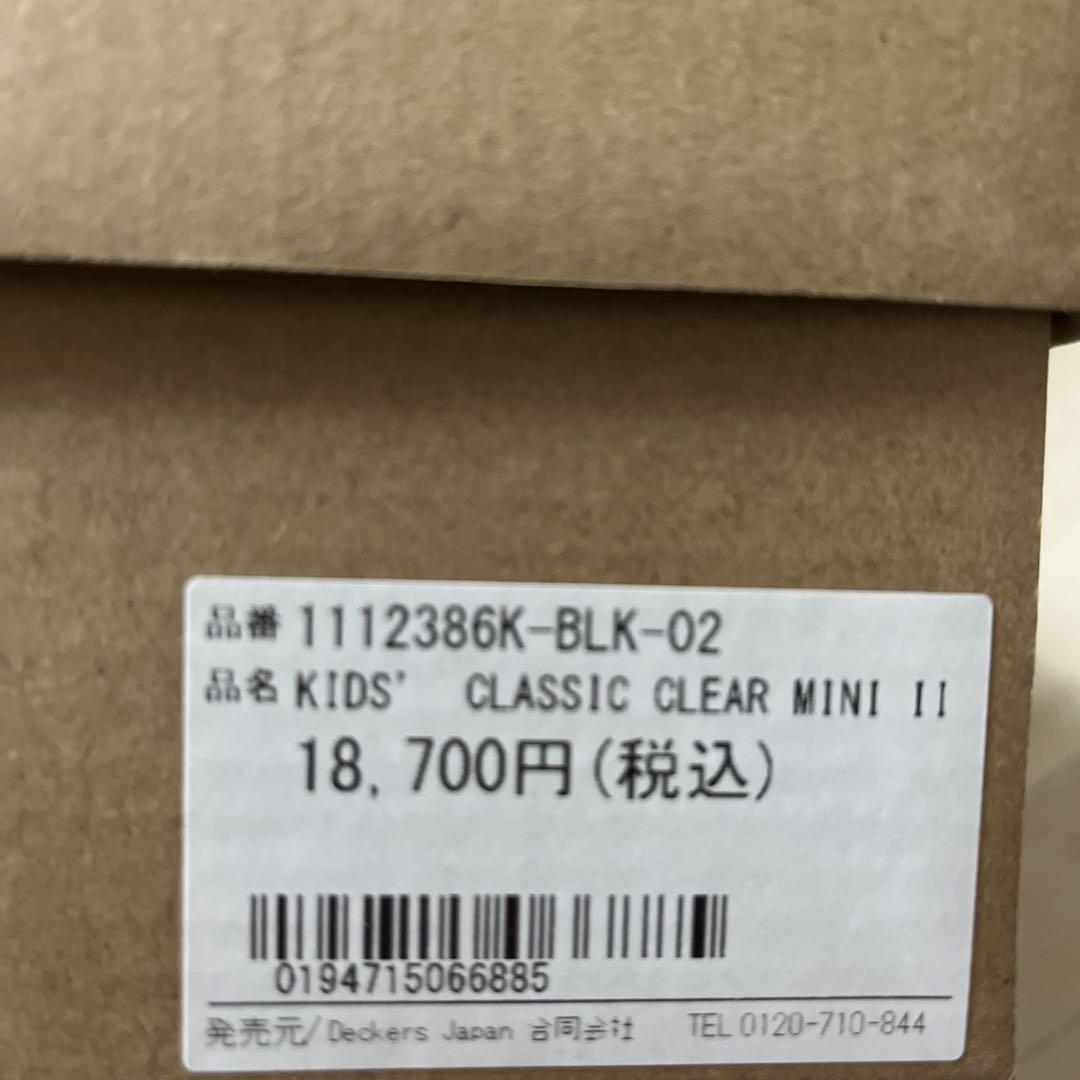 品番 1112386K-BLK-02
品名 KIDS' CLASSIC CLEAR MINI II
18,700円(税込)
0194715066885
発売元/Deckers Japan 合同会社 TEL 0120-710-844